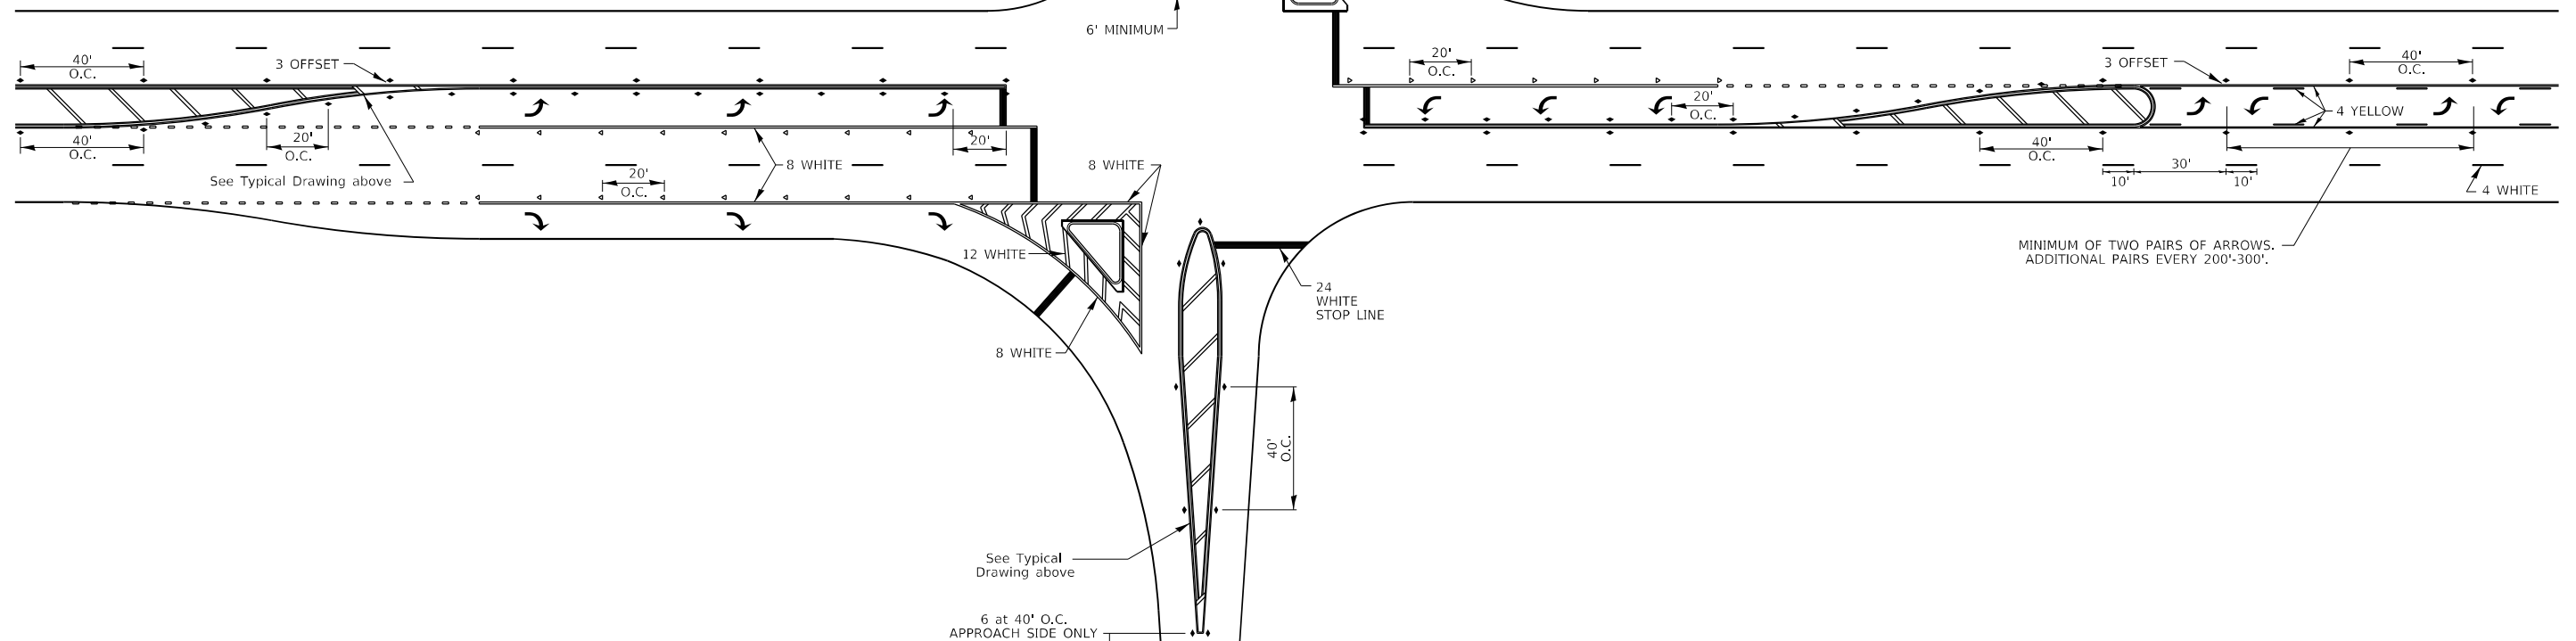 6' MINIMUM
40'
O.C.
3 OFFSET
20'
O.C.
3 OFFSET
40'
O.C.
20'
O.C.
4 YELLOW
40'
O.C.
20'
O.C.
20'
8 WHITE
8 WHITE
40'
O.C.
30'
10'
10'
See Typical Drawing above
20'
O.C.
4 WHITE
12 WHITE
MINIMUM OF TWO PAIRS OF ARROWS.
ADDITIONAL PAIRS EVERY 200'-300'.
24
WHITE
STOP LINE
8 WHITE
40'
O.C.
See Typical
Drawing above
6 at 40' O.C.
APPROACH SIDE ONLY